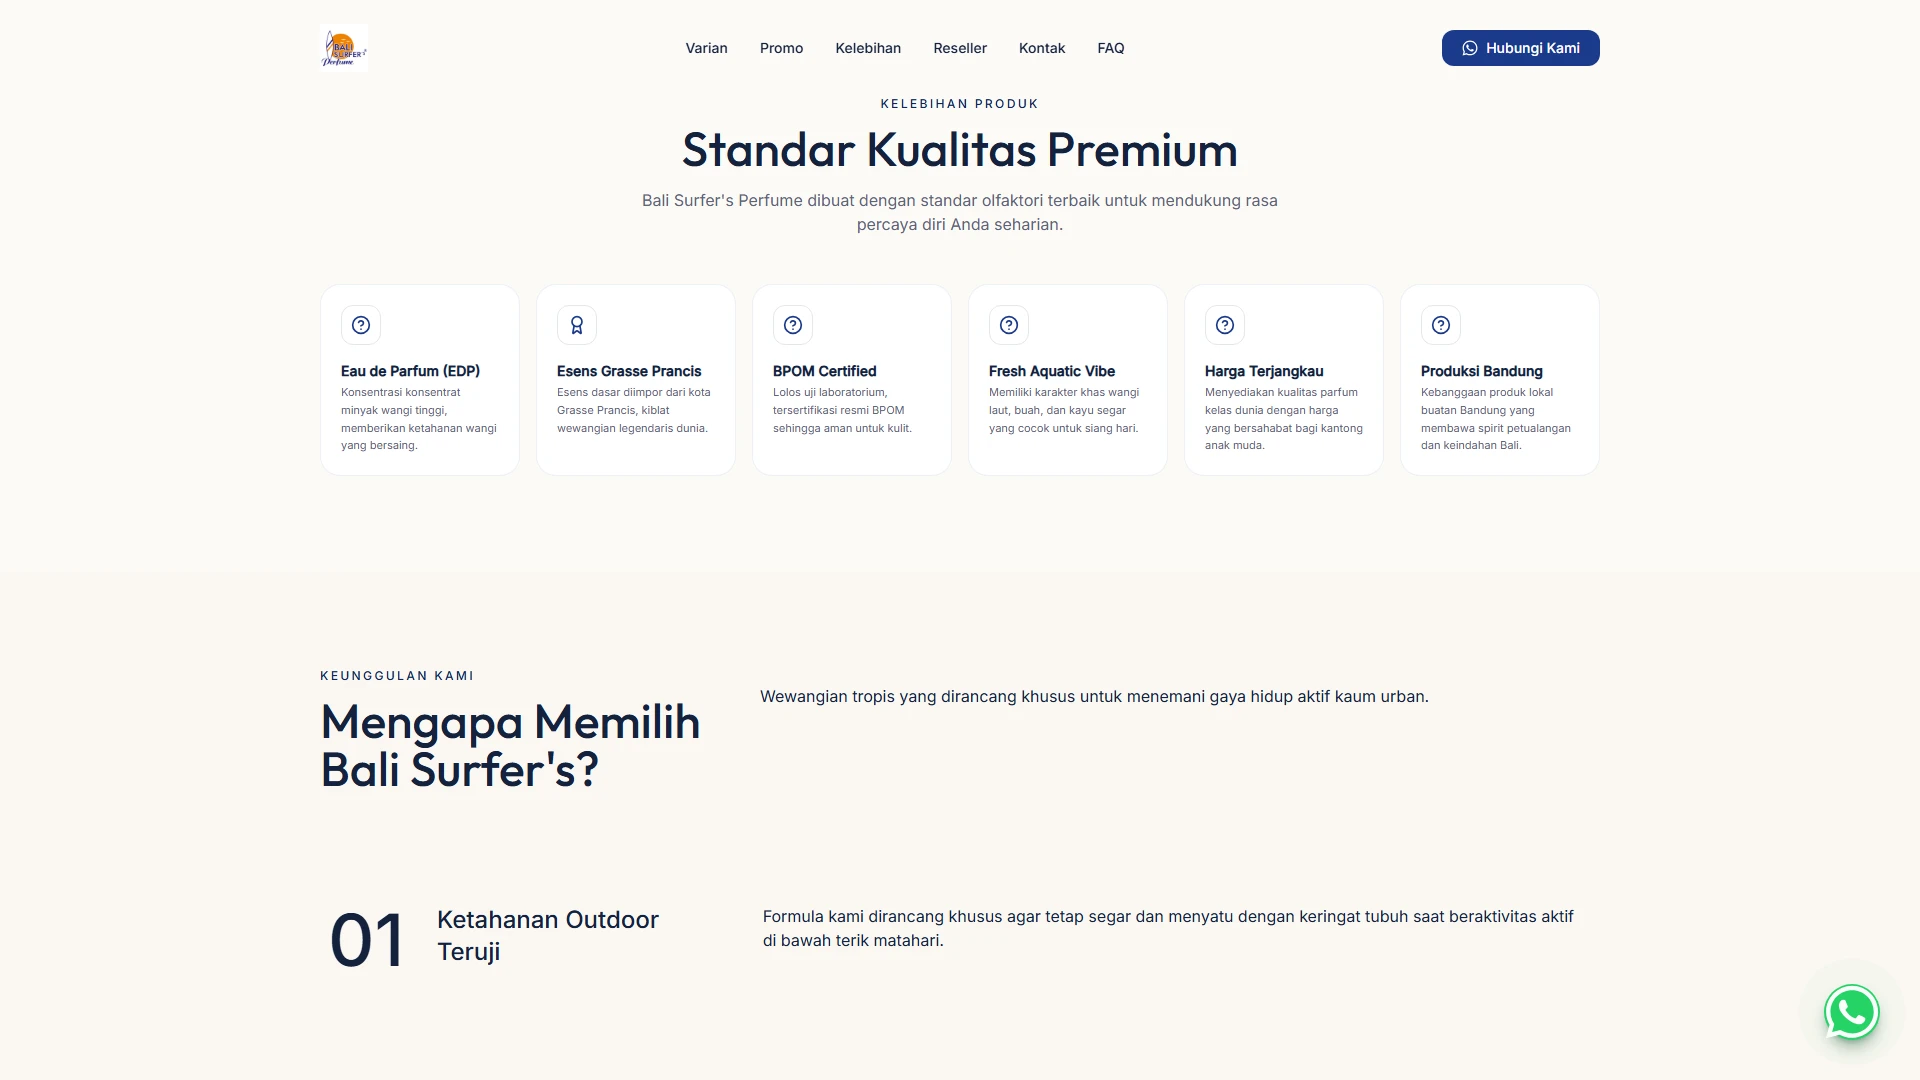 BALI
SURFER'S
Perfume
Varian
Promo
Kelebihan
Reseller
Kontak
FAQ
Hubungi Kami
KELEBIHAN PRODUK
Standar Kualitas Premium
Bali Surfer's Perfume dibuat dengan standar olfaktori terbaik untuk mendukung rasa
percaya diri Anda seharian.
Eau de Parfum (EDP)
Konsentrasi konsentrat
minyak wangi tinggi,
memberikan ketahanan wangi
yang bersaing.
Esens Grasse Prancis
Esens dasar diimpor dari kota
Grasse Prancis, kiblat
wewangian legendaris dunia.
BPOM Certified
Lolos uji laboratorium,
tersertifikasi resmi BPOM
sehingga aman untuk kulit.
Fresh Aquatic Vibe
Memiliki karakter khas wangi
laut, buah, dan kayu segar
yang cocok untuk siang hari.
Harga Terjangkau
Menyediakan kualitas parfum
kelas dunia dengan harga
yang bersahabat bagi kantong
anak muda.
Produksi Bandung
Kebanggaan produk lokal
buatan Bandung yang
membawa spirit petualangan
dan keindahan Bali.
KEUNGGULAN KAMI
Mengapa Memilih
Bali Surfer's?
Wewangian tropis yang dirancang khusus untuk menemani gaya hidup aktif kaum urban.
01
Ketahanan Outdoor
Teruji
Formula kami dirancang khusus agar tetap segar dan menyatu dengan keringat tubuh saat beraktivitas aktif
di bawah terik matahari.